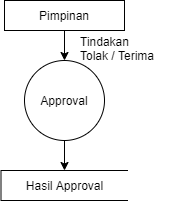 Pimpinan
Tindakan
Tolak / Terima
Approval
Hasil Approval